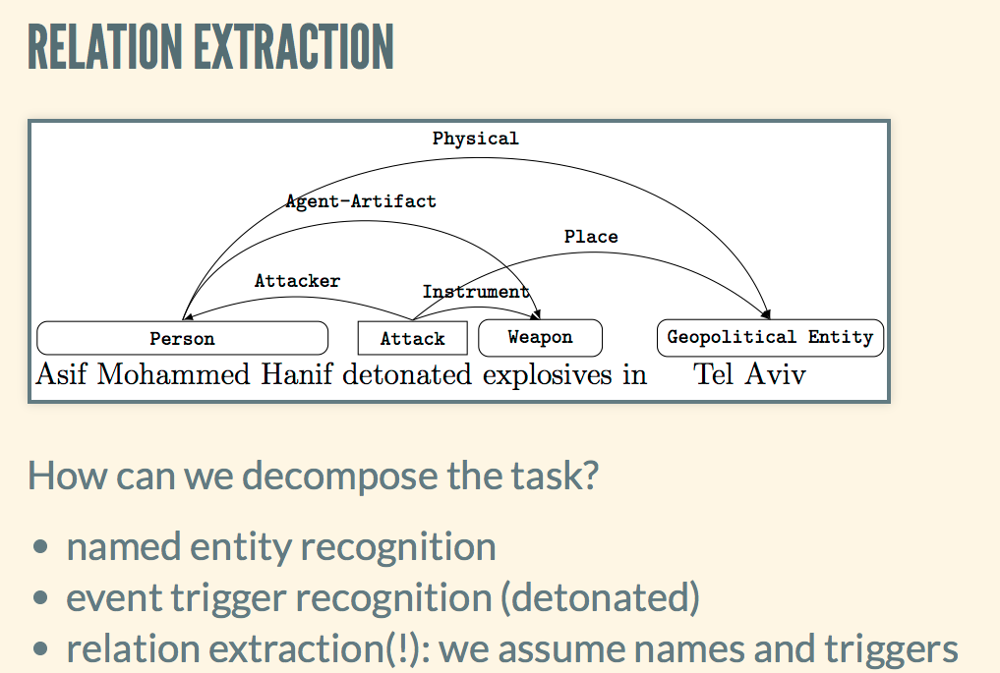 RELATION EXTRACTION
Physical
Agent-Artifact
Place
Attacker
Instrument
Person
Attack
Weapon
Geopolitical Entity
Asif Mohammed Hanif detonated explosives in Tel Aviv
How can we decompose the task?
• named entity recognition
• event trigger recognition (detonated)
• relation extraction(!): we assume names and triggers